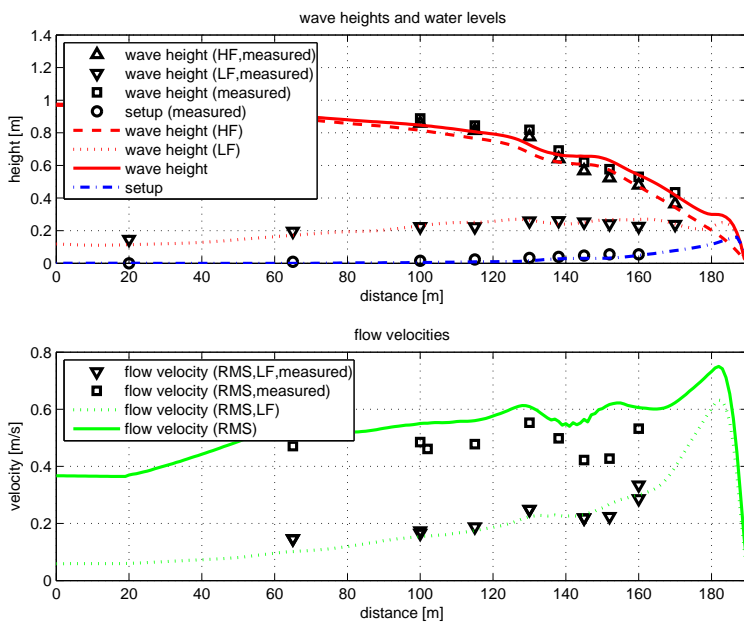 wave heights and water levels
1.4
1.2
1
0.8
0.6
0.4
0.2
0
height [m]
wave height (HF,measured)
wave height (LF,measured)
wave height (measured)
setup (measured)
wave height (HF)
wave height (LF)
wave height
setup
0 20 40 60 80 100 120 140 160 180
distance [m]
flow velocities
0.8
0.6
0.4
0.2
0
velocity [m/s]
flow velocity (RMS,LF,measured)
flow velocity (RMS,measured)
flow velocity (RMS,LF)
flow velocity (RMS)
0 20 40 60 80 100 120 140 160 180
distance [m]